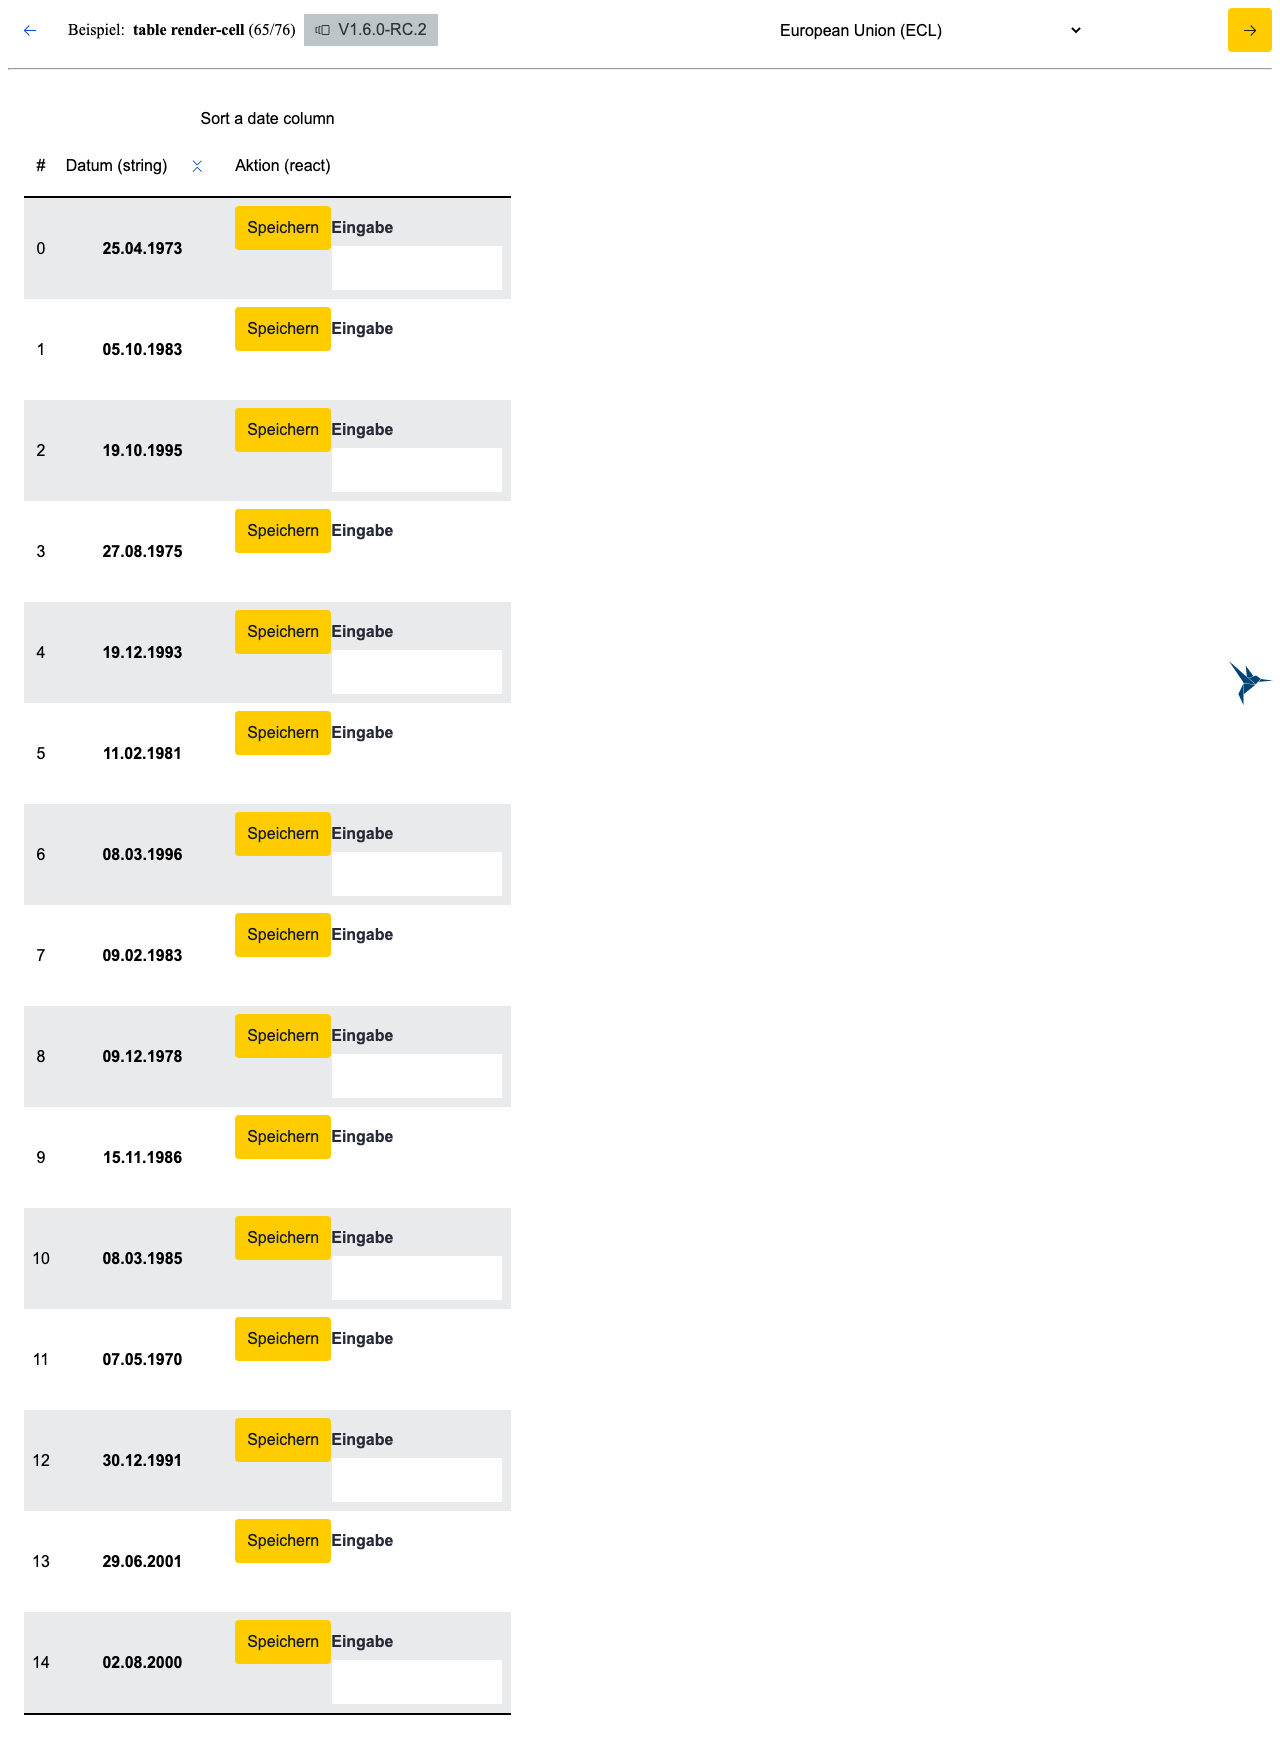 Beispiel: table render-cell (65/76) V1.6.0-RC.2 European Union (ECL)
Sort a date column
# Datum (string) Aktion (react)
0 25.04.1973 Speichern Eingabe
1 05.10.1983 Speichern Eingabe
2 19.10.1995 Speichern Eingabe
3 27.08.1975 Speichern Eingabe
4 19.12.1993 Speichern Eingabe
5 11.02.1981 Speichern Eingabe
6 08.03.1996 Speichern Eingabe
7 09.02.1983 Speichern Eingabe
8 09.12.1978 Speichern Eingabe
9 15.11.1986 Speichern Eingabe
10 08.03.1985 Speichern Eingabe
11 07.05.1970 Speichern Eingabe
12 30.12.1991 Speichern Eingabe
13 29.06.2001 Speichern Eingabe
14 02.08.2000 Speichern Eingabe